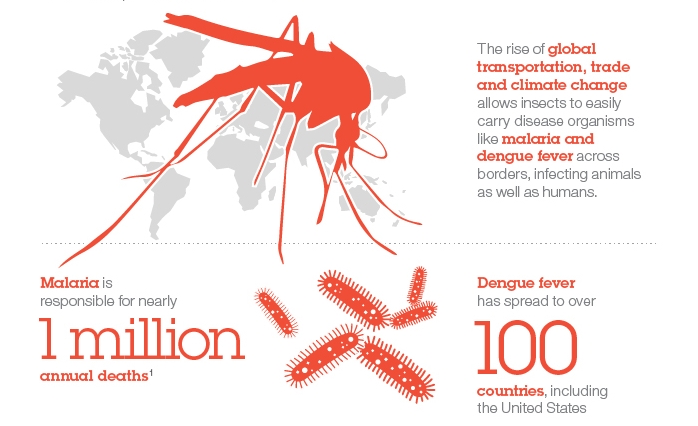 The rise of global
transportation, trade
and climate change
allows insects to easily
carry disease organisms
like malaria and
dengue fever across
borders, infecting animals
as well as humans.
Malaria is
responsible for nearly
1 million
annual deaths¹
Dengue fever
has spread to over
100
countries, including
the United States